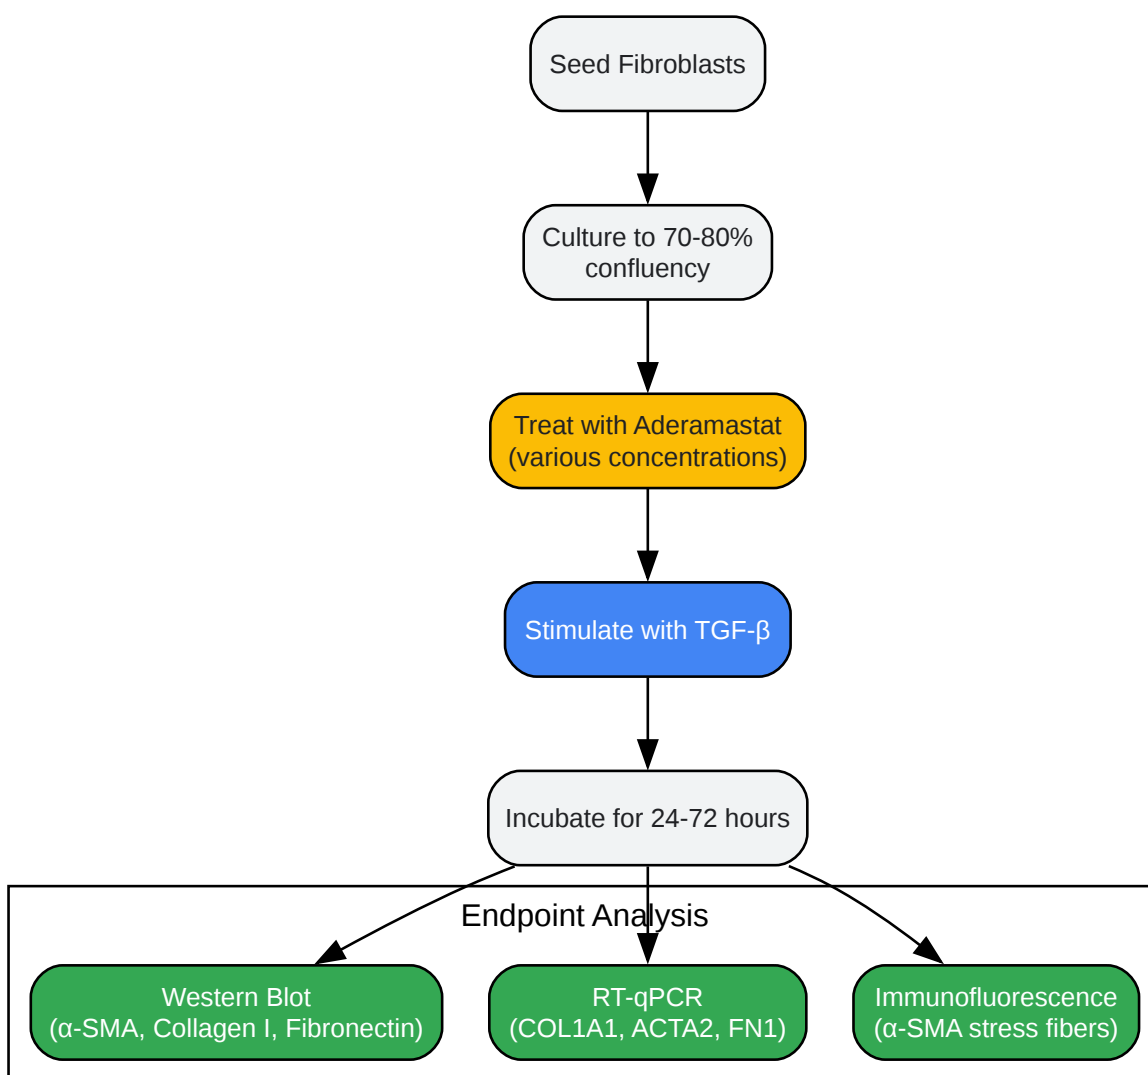 Seed Fibroblasts
Culture to 70-80%
confluency
Treat with Aderamastat
(various concentrations)
Stimulate with TGF-β
Incubate for 24-72 hours
Endpoint Analysis
Western Blot
(α-SMA, Collagen I, Fibronectin)
RT-qPCR
(COL1A1, ACTA2, FN1)
Immunofluorescence
(α-SMA stress fibers)